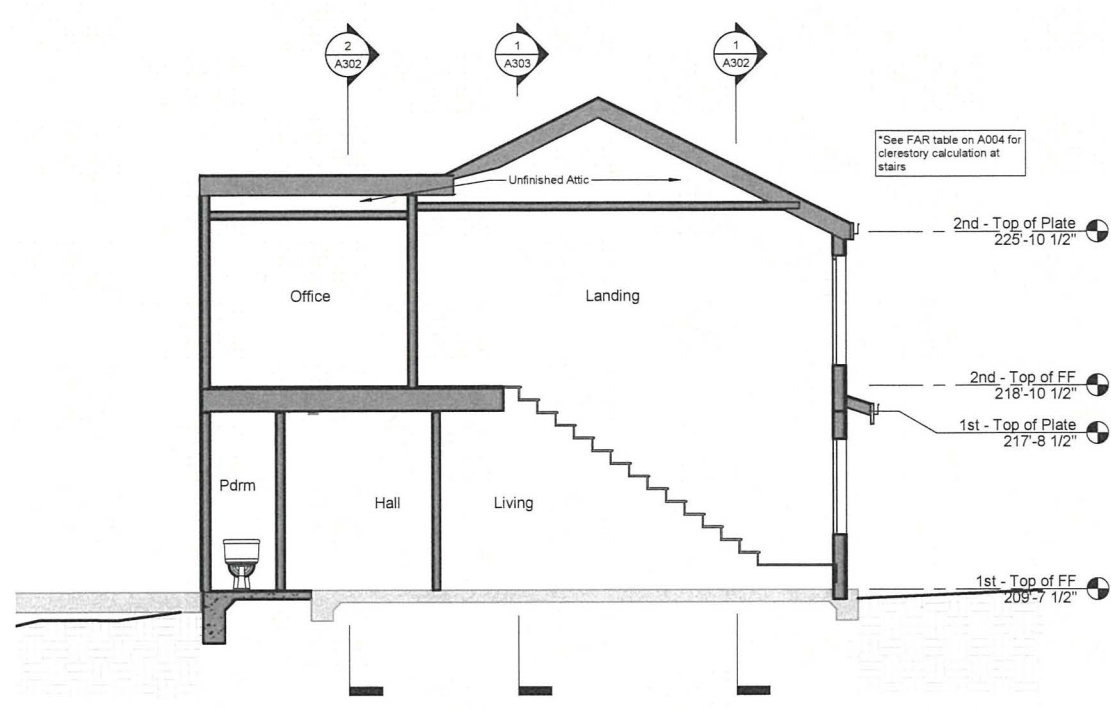 2
A302
1
A303
1
A302
*See FAR table on A004 for
clerestory calculation at
stairs
Unfinished Attic
2nd - Top of Plate
225'-10 1/2"
Office
Landing
2nd - Top of FF
218'-10 1/2"
1st - Top of Plate
217'-8 1/2"
Pdrm
Hall
Living
1st - Top of FF
209'-7 1/2"